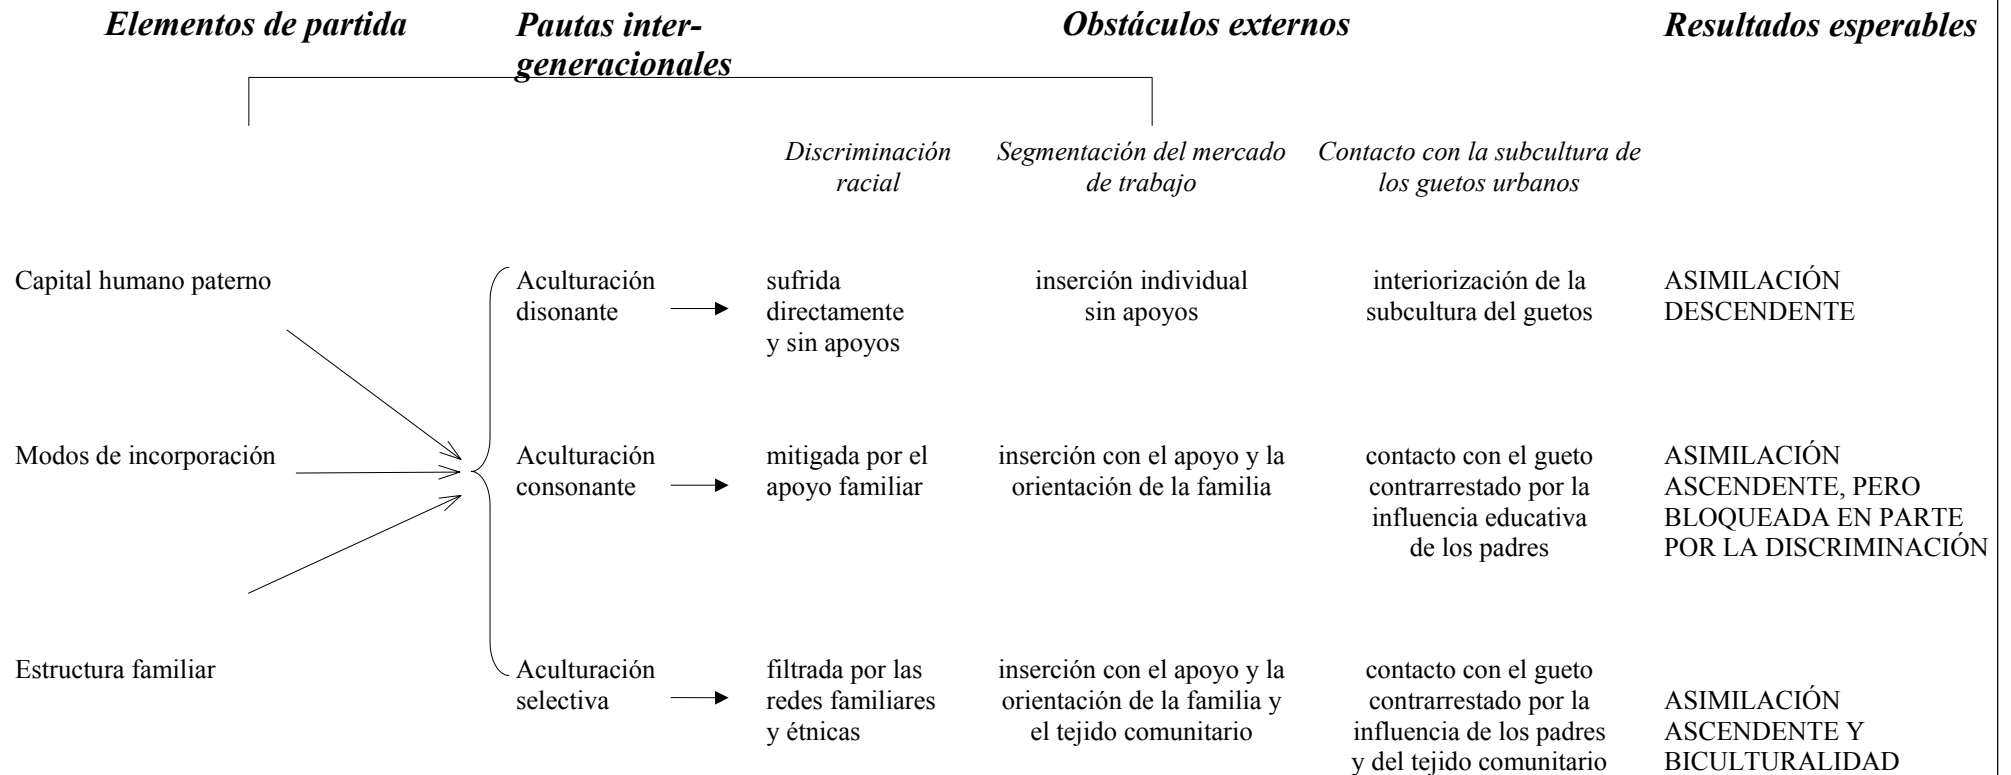 Elementos de partida
Pautas inter-
generacionales
Obstáculos externos
Resultados esperables
Discriminación
racial
Segmentación del mercado
de trabajo
Contacto con la subcultura de
los guetos urbanos
Capital humano paterno
Aculturación
disonante
sufrida
directamente
y sin apoyos
inserción individual
sin apoyos
interiorización de la
subcultura del guetos
ASIMILACIÓN
DESCENDENTE
Modos de incorporación
Aculturación
consonante
mitigada por el
apoyo familiar
inserción con el apoyo y la
orientación de la familia
contacto con el gueto
contrarrestado por la
influencia educativa
de los padres
ASIMILACIÓN
ASCENDENTE, PERO
BLOQUEADA EN PARTE
POR LA DISCRIMINACIÓN
Estructura familiar
Aculturación
selectiva
filtrada por las
redes familiares
y étnicas
inserción con el apoyo y la
orientación de la familia y
el tejido comunitario
contacto con el gueto
contrarrestado por la
influencia de los padres
y del tejido comunitario
ASIMILACIÓN
ASCENDENTE Y
BICULTURALIDAD